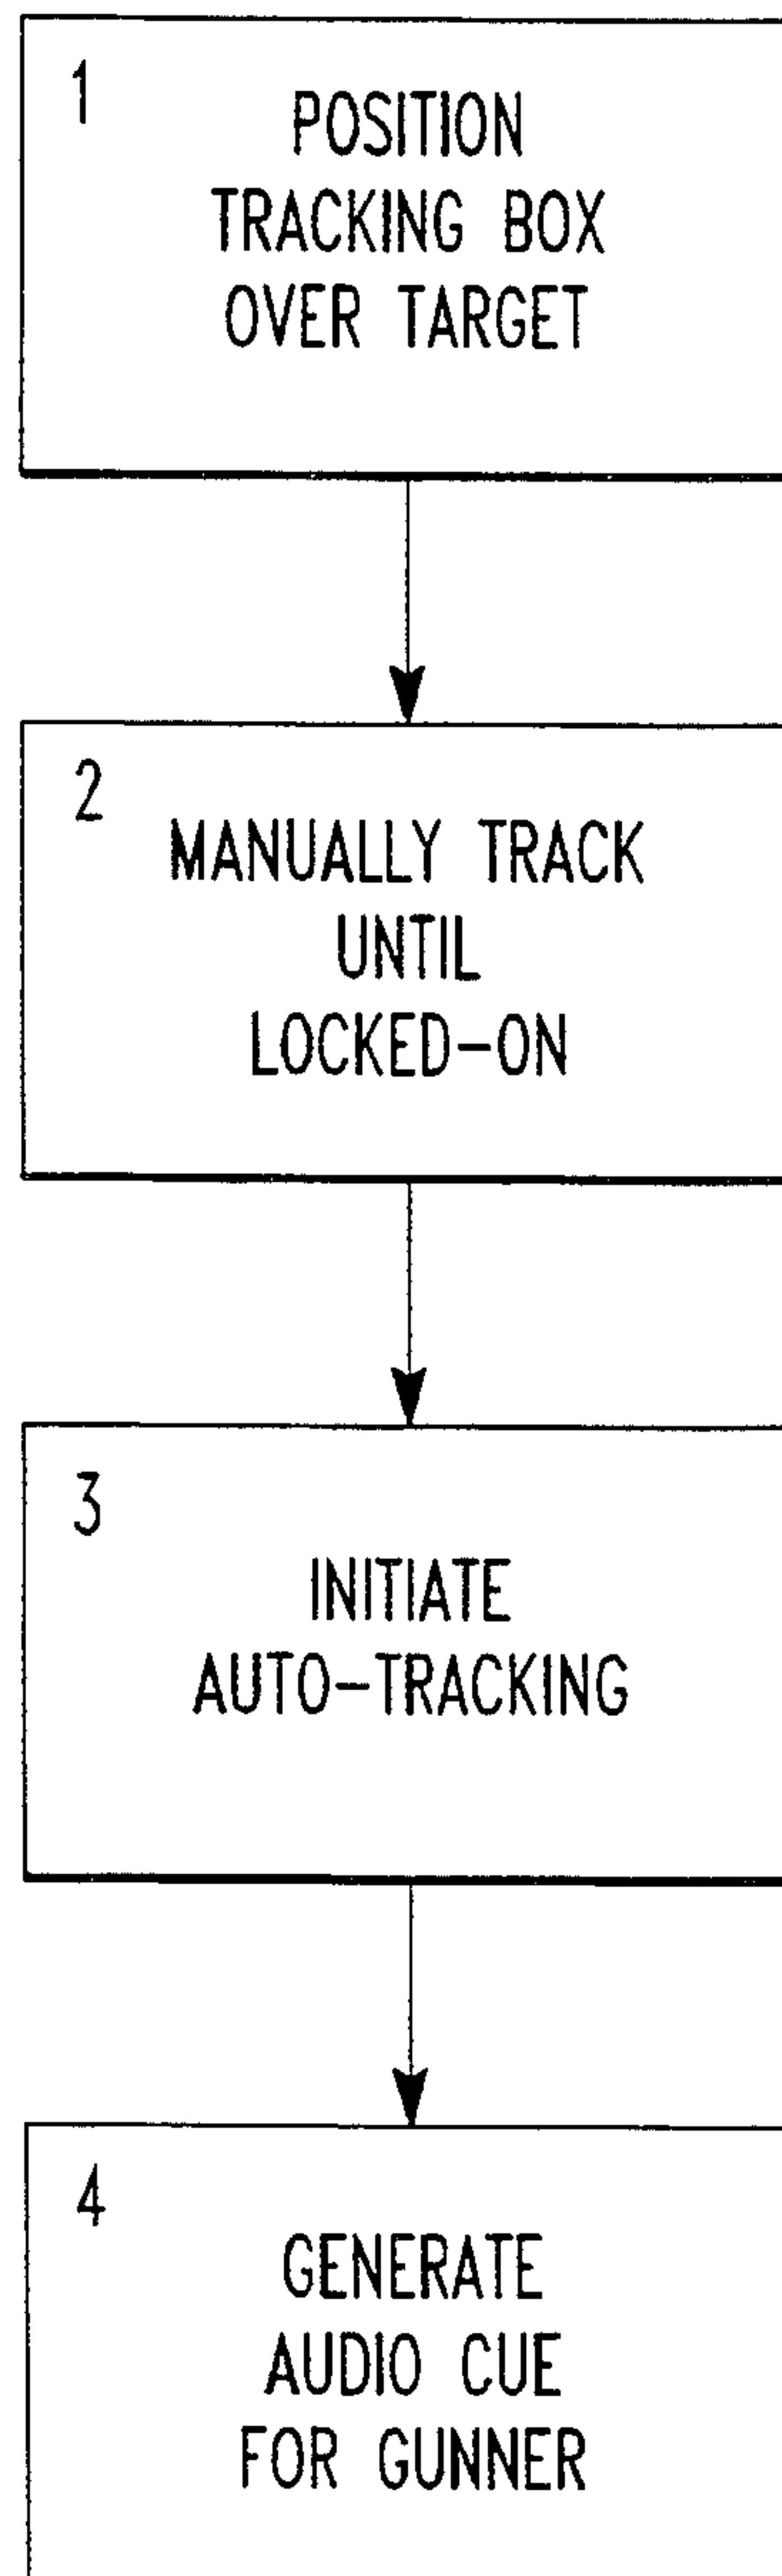 1
POSITION
TRACKING BOX
OVER TARGET
2
MANUALLY TRACK
UNTIL
LOCKED-ON
3
INITIATE
AUTO-TRACKING
4
GENERATE
AUDIO CUE
FOR GUNNER